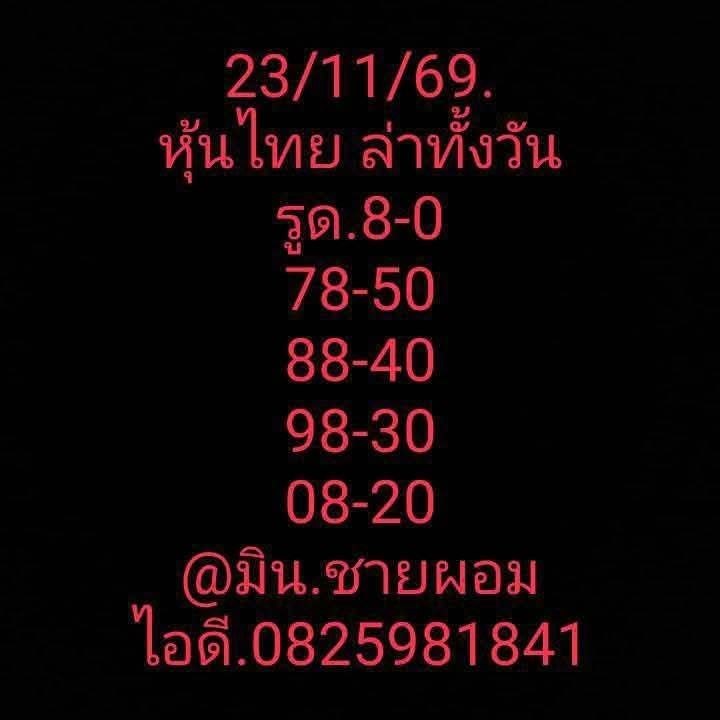 23/11/69.
หุ้นไทย ล่าทั้งวัน
รูด.8-0
78-50
88-40
98-30
08-20
@มิน.ชายผอม
ไอดี.0825981841